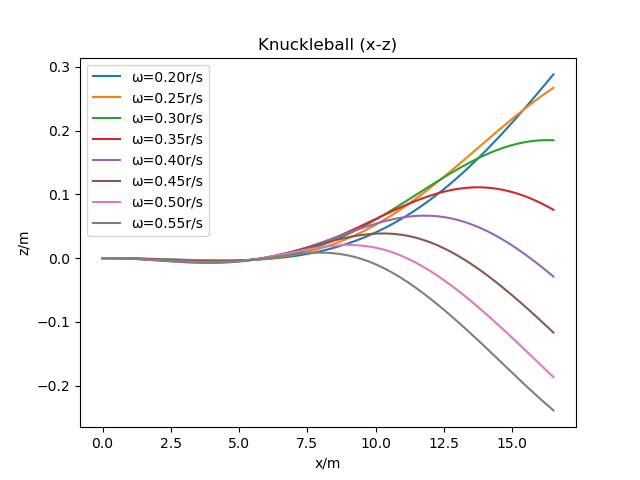 Knuckleball (x-z)
ω=0.20r/s
ω=0.25r/s
ω=0.30r/s
ω=0.35r/s
ω=0.40r/s
ω=0.45r/s
ω=0.50r/s
ω=0.55r/s
z/m
0.3
0.2
0.1
0.0
−0.1
−0.2
0.0 2.5 5.0 7.5 10.0 12.5 15.0
x/m